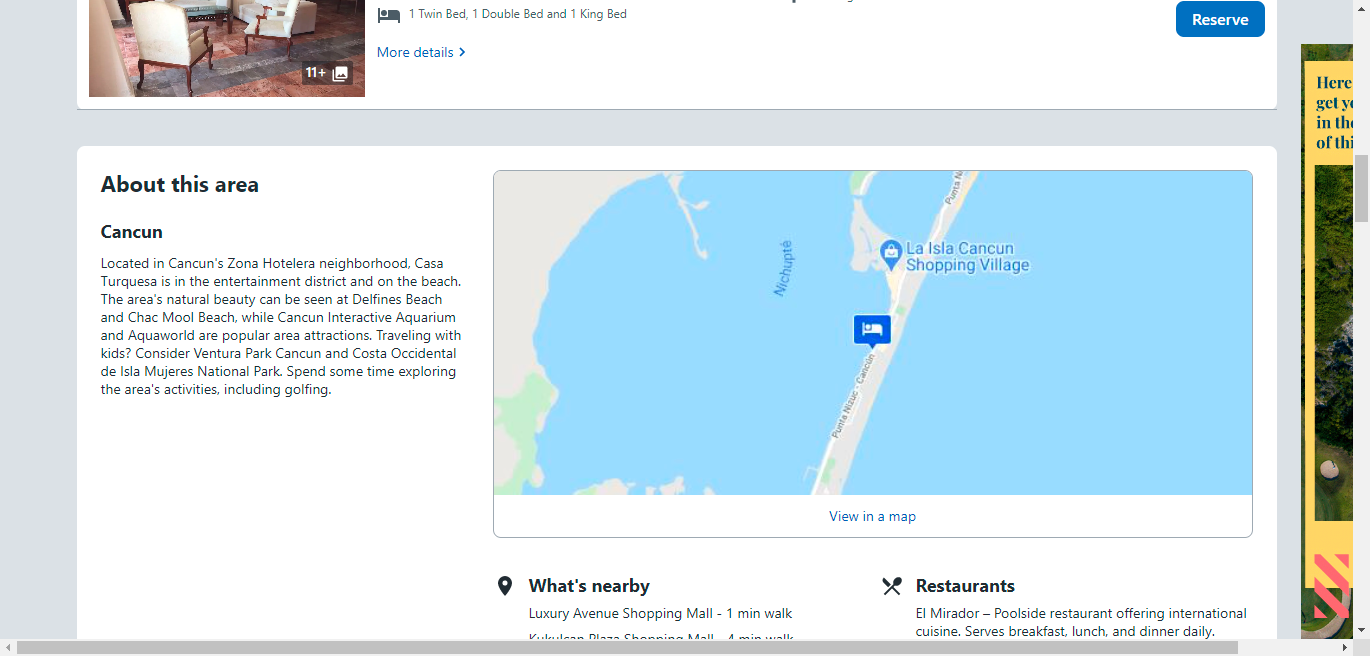 1 Twin Bed, 1 Double Bed and 1 King Bed
More details
11+
Reserve
About this area
Cancun
Located in Cancun's Zona Hotelera neighborhood, Casa
Turquesa is in the entertainment district and on the beach.
The area's natural beauty can be seen at Delfines Beach
and Chac Mool Beach, while Cancun Interactive Aquarium
and Aquaworld are popular area attractions. Traveling with
kids? Consider Ventura Park Cancun and Costa Occidental
de Isla Mujeres National Park. Spend some time exploring
the area's activities, including golfing.
Punta N
Nichupté
La Isla Cancun
Shopping Village
Punta Nizuc - Cancún
View in a map
What's nearby
Luxury Avenue Shopping Mall - 1 min walk
Kukulcan Plaza Shopping Mall - 4 min walk
Restaurants
El Mirador – Poolside restaurant offering international
cuisine. Serves breakfast, lunch, and dinner daily.
Here
get y
in the
of thi